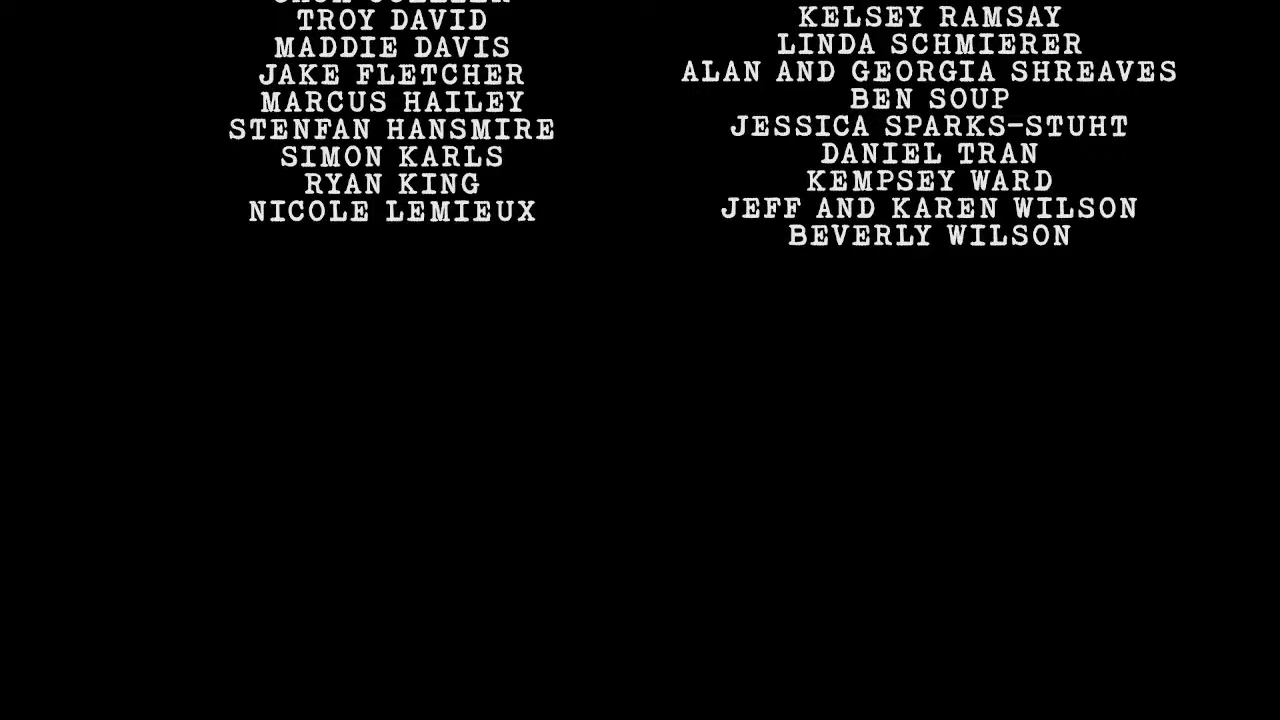 TROY DAVID
MADDIE DAVIS
JAKE FLETCHER
MARCUS HAILEY
STENFAN HANSMIRE
SIMON KARLS
RYAN KING
NICOLE LEMIEUX
KELSEY RAMSAY
LINDA SCHMIERER
ALAN AND GEORGIA SHREAVES
BEN SOUP
JESSICA SPARKS-STUHT
DANIEL TRAN
KEMPSEY WARD
JEFF AND KAREN WILSON
BEVERLY WILSON